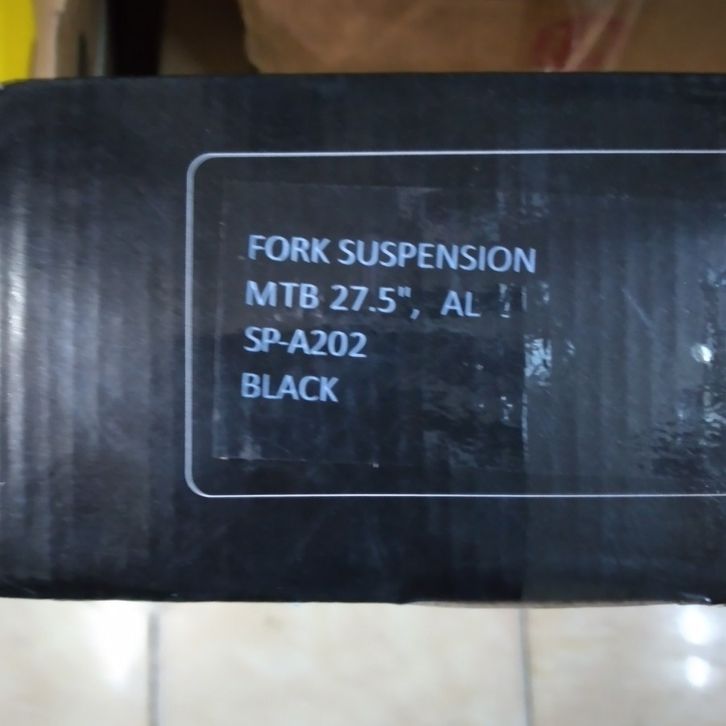 FORK SUSPENSION
MTB 27.5", AL
SP-A202
BLACK